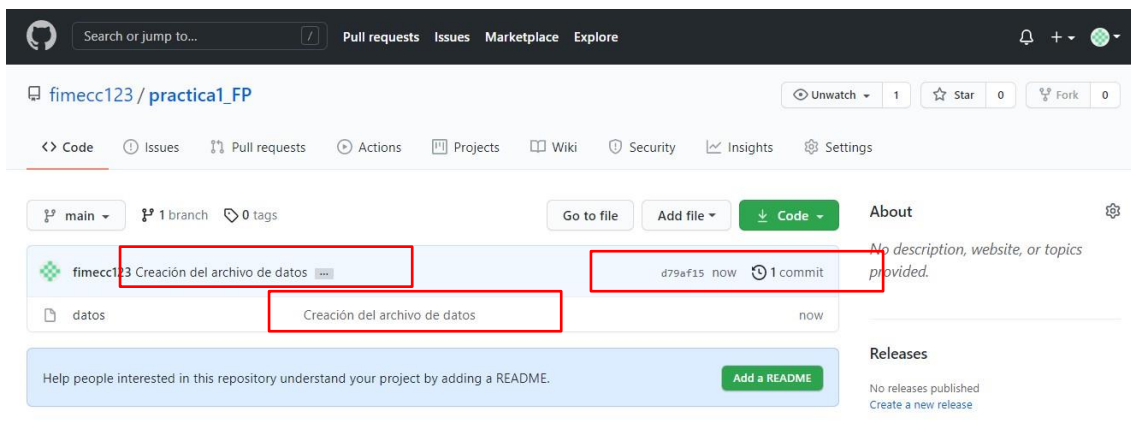 Search or jump to... / Pull requests Issues Marketplace Explore
fimecc123 / practica1_FP
Unwatch 1 Star 0 Fork 0
Code Issues Pull requests Actions Projects Wiki Security Insights Settings
main 1 branch 0 tags Go to file Add file Code
fimecc123 Creación del archivo de datos ... d79af15 now 1 commit
datos Creación del archivo de datos now
Help people interested in this repository understand your project by adding a README. Add a README
About
No description, website, or topics
provided.
Releases
No releases published
Create a new release